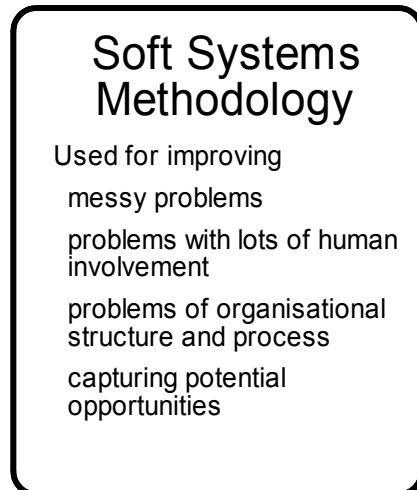 Soft Systems
Methodology
Used for improving
messy problems
problems with lots of human
involvement
problems of organisational
structure and process
capturing potential
opportunities